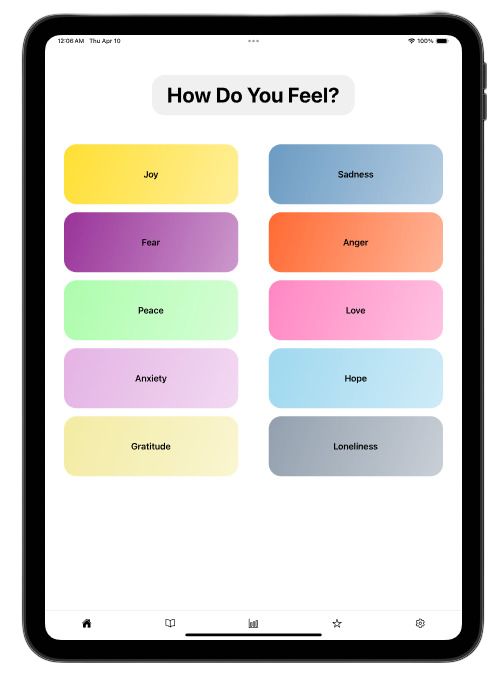 12:06 AM Thu Apr 10
100%
How Do You Feel?
Joy
Sadness
Fear
Anger
Peace
Love
Anxiety
Hope
Gratitude
Loneliness